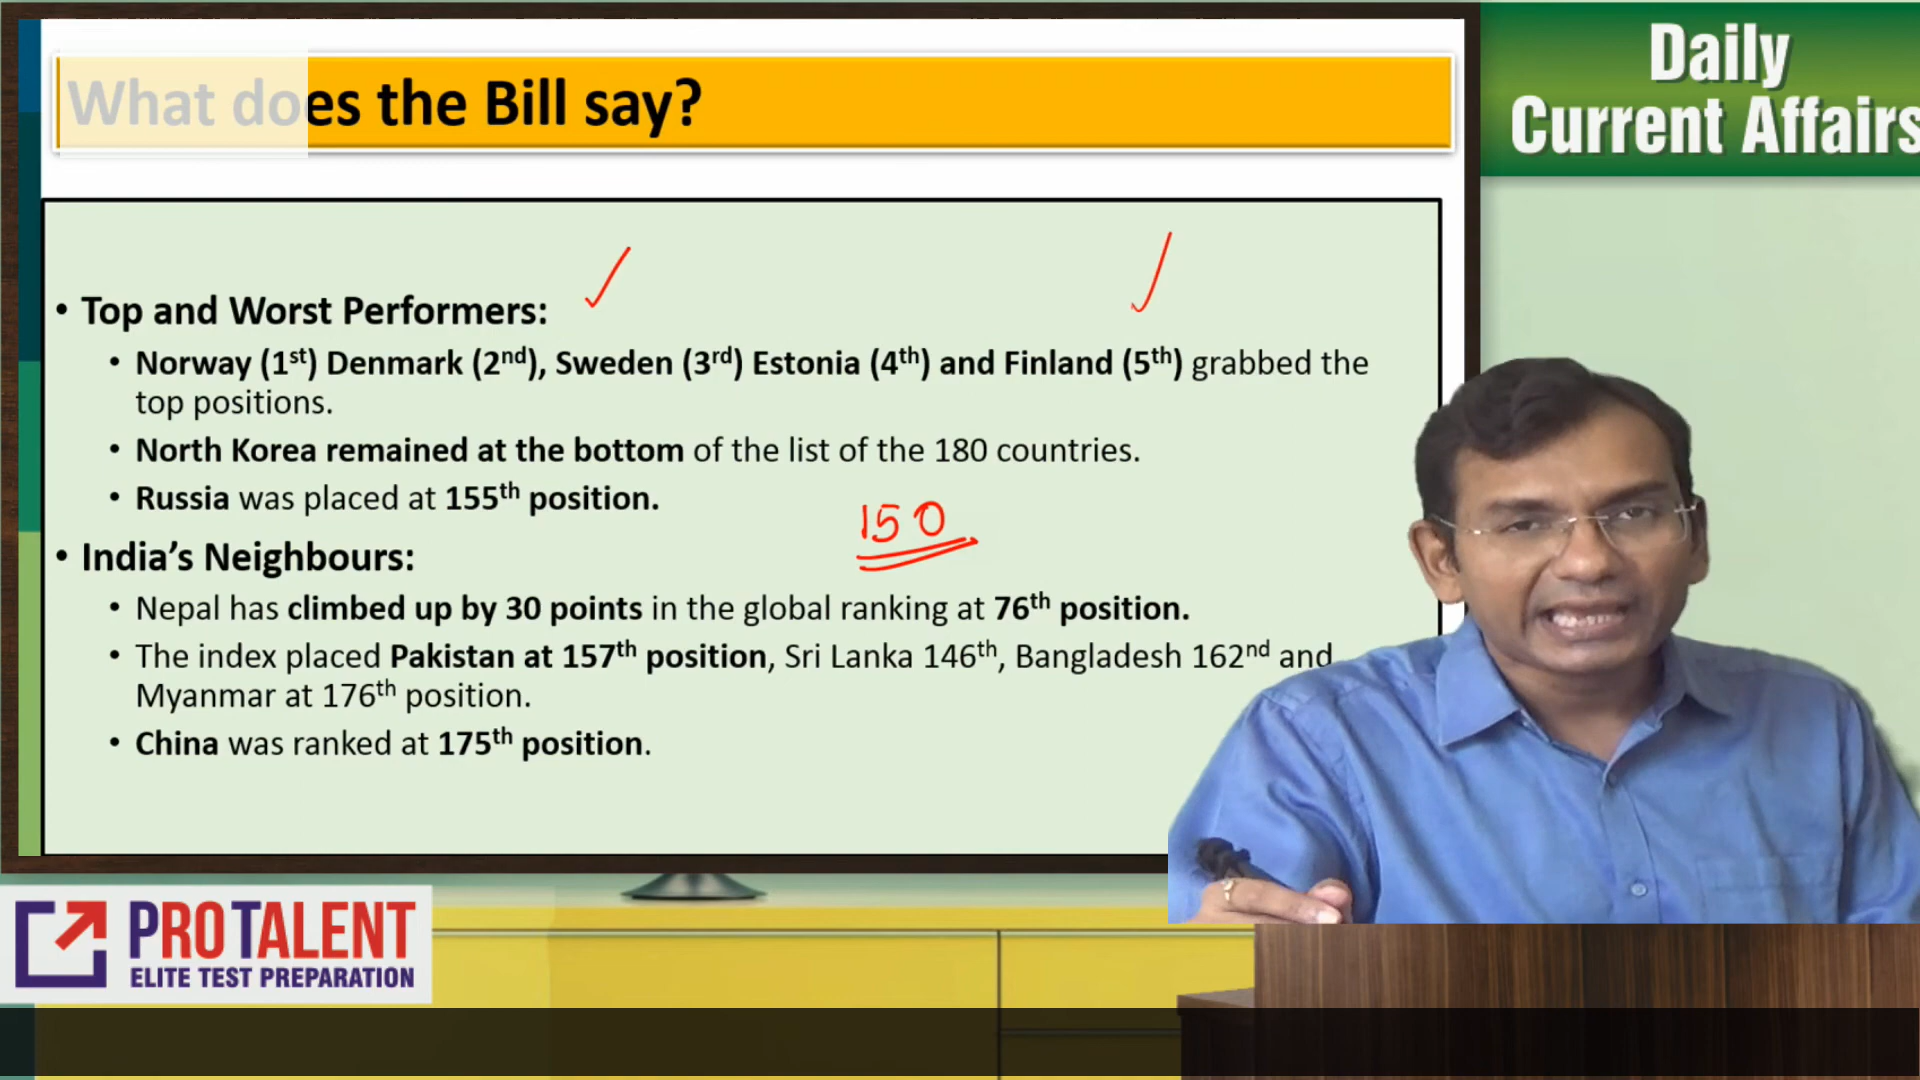 What does the Bill say?
Daily
Current Affairs
• Top and Worst Performers:
• Norway (1st) Denmark (2nd), Sweden (3rd) Estonia (4th) and Finland (5th) grabbed the
top positions.
• North Korea remained at the bottom of the list of the 180 countries.
• Russia was placed at 155th position.
150
• India’s Neighbours:
• Nepal has climbed up by 30 points in the global ranking at 76th position.
• The index placed Pakistan at 157th position, Sri Lanka 146th, Bangladesh 162nd and
Myanmar at 176th position.
• China was ranked at 175th position.
PROTALENT
ELITE TEST PREPARATION